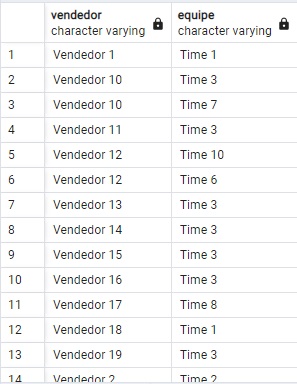 vendedor equipe
character varying character varying
1 Vendedor 1 Time 1
2 Vendedor 10 Time 3
3 Vendedor 10 Time 7
4 Vendedor 11 Time 3
5 Vendedor 12 Time 10
6 Vendedor 12 Time 6
7 Vendedor 13 Time 3
8 Vendedor 14 Time 3
9 Vendedor 15 Time 3
10 Vendedor 16 Time 3
11 Vendedor 17 Time 8
12 Vendedor 18 Time 1
13 Vendedor 19 Time 3
14 Vendedor 2 Time 2